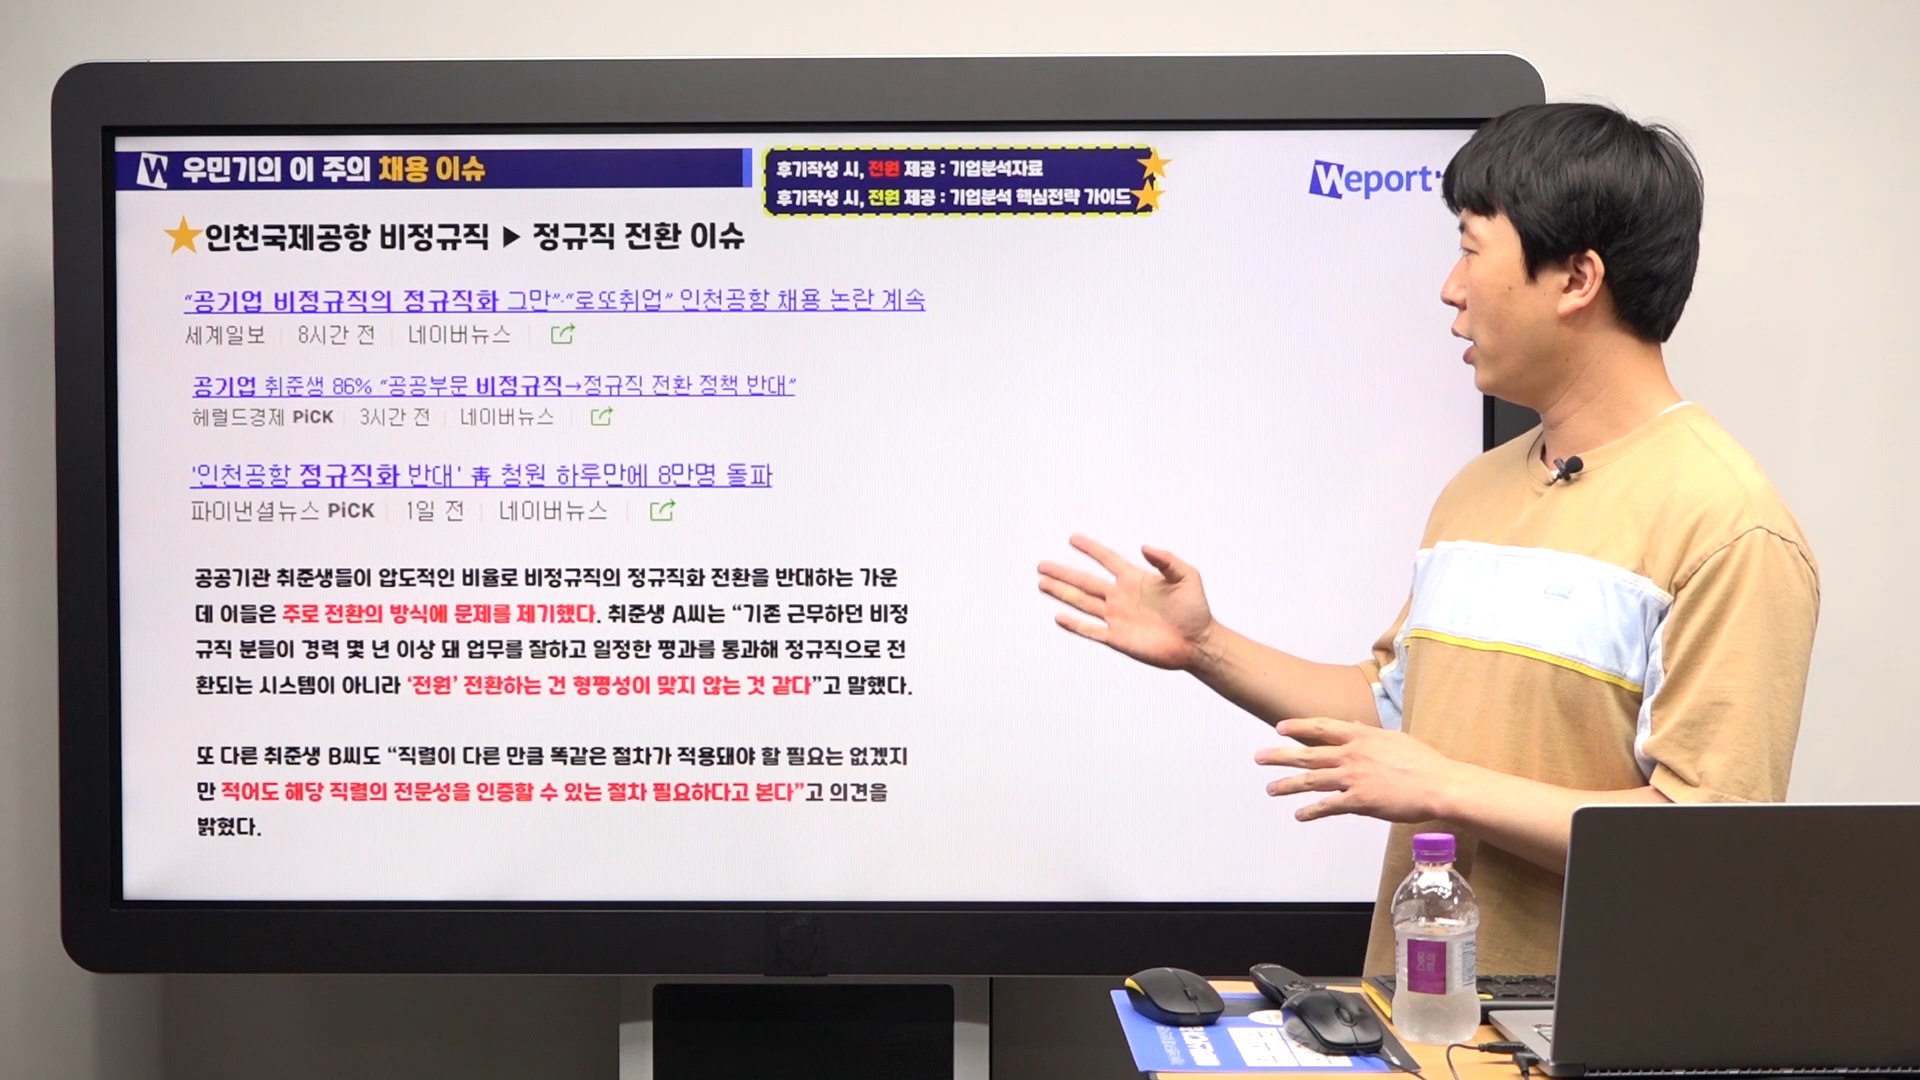 우민기의 이 주의 채용 이슈
후기작성 시, 전원 제공 : 기업분석자료
후기작성 시, 전원 제공 : 기업분석 핵심전략 가이드
Weport
인천국제공항 비정규직 ▶ 정규직 전환 이슈
“공기업 비정규직의 정규직화 그만”·“로또취업” 인천공항 채용 논란 계속
세계일보 8시간 전 네이버뉴스
공기업 취준생 86% “공공부문 비정규직→정규직 전환 정책 반대”
헤럴드경제 PiCK 3시간 전 네이버뉴스
'인천공항 정규직화 반대' 靑 청원 하루만에 8만명 돌파
파이낸셜뉴스 PiCK 1일 전 네이버뉴스
공공기관 취준생들이 압도적인 비율로 비정규직의 정규직화 전환을 반대하는 가운
데 이들은 주로 전환의 방식에 문제를 제기했다. 취준생 A씨는 “기존 근무하던 비정
규직 분들이 경력 몇 년 이상 돼 업무를 잘하고 일정한 평과를 통과해 정규직으로 전
환되는 시스템이 아니라 ‘전원’ 전환하는 건 형평성이 맞지 않는 것 같다”고 말했다.
또 다른 취준생 B씨도 “직렬이 다른 만큼 똑같은 절차가 적용돼야 할 필요는 없겠지
만 적어도 해당 직렬의 전문성을 인증할 수 있는 절차 필요하다고 본다”고 의견을
밝혔다.